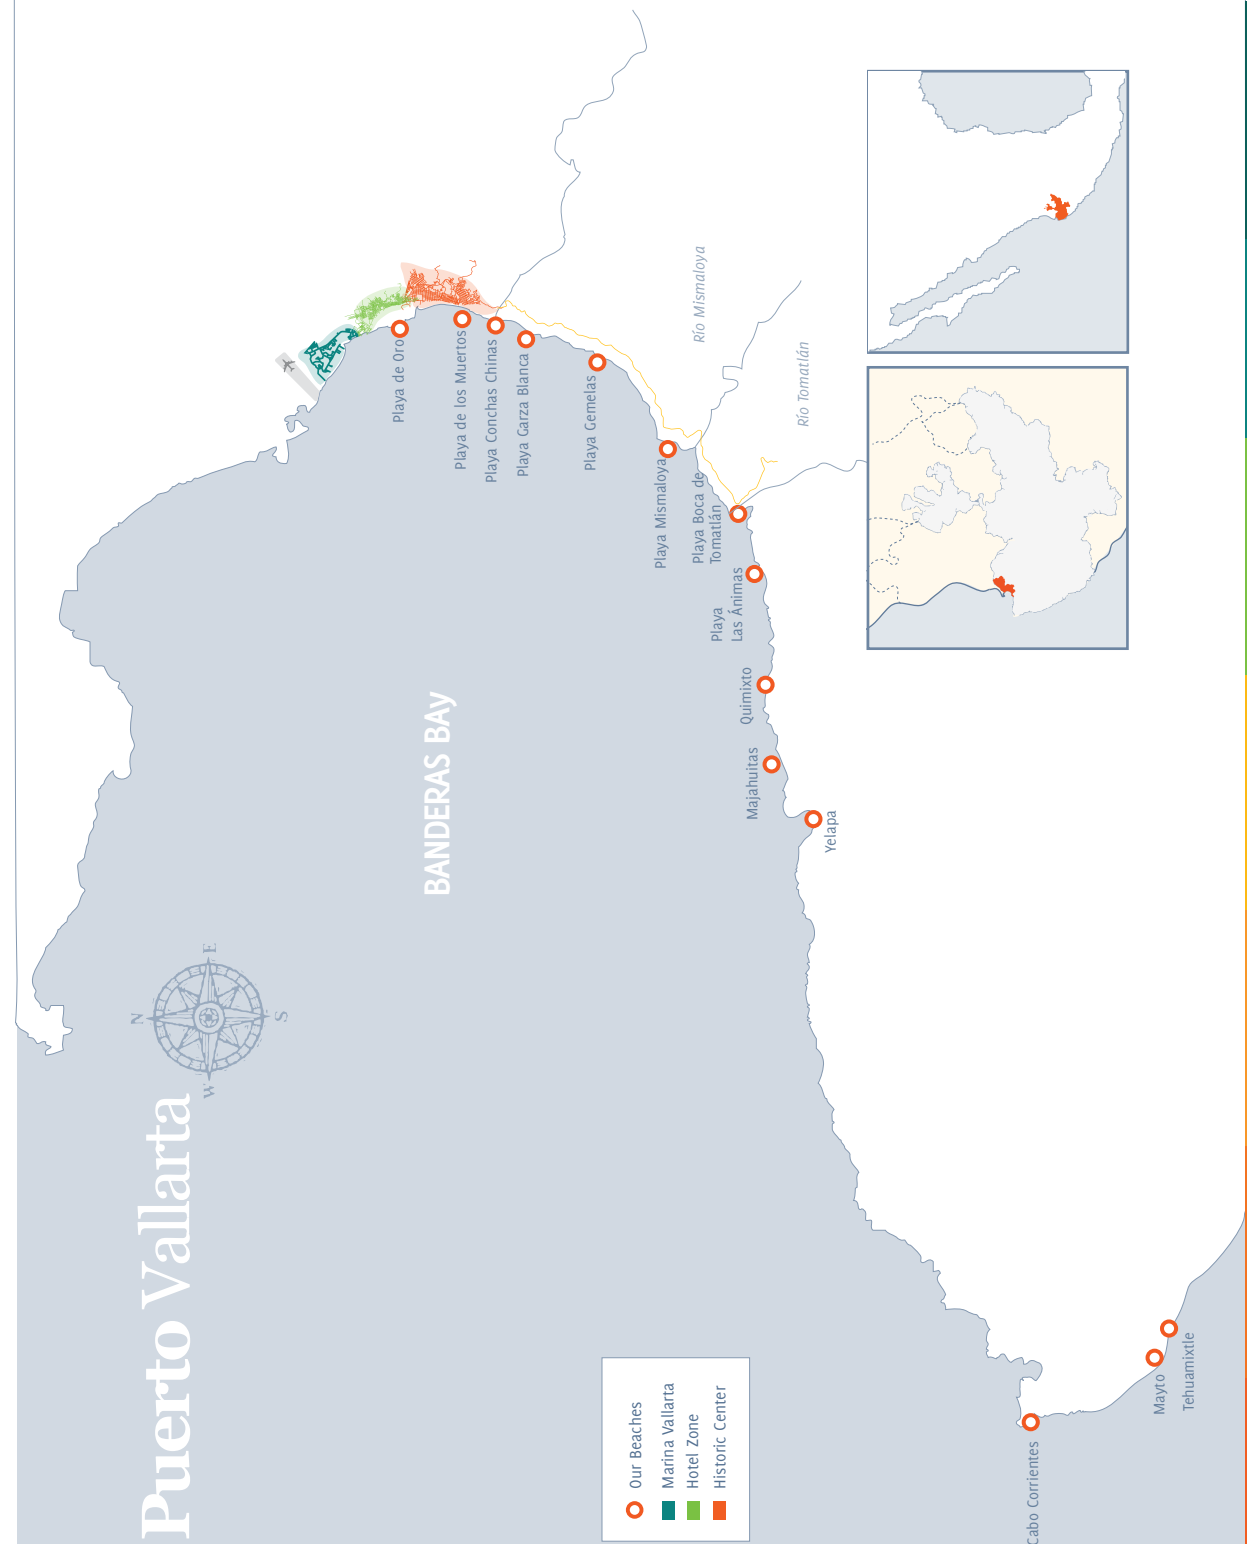 Puerto Vallarta
N
E
S
W
BANDERAS BAy
Playa de Oro
Playa de los Muertos
Playa Conchas Chinas
Playa Garza Blanca
Playa Gemelas
Playa Mismaloya
Playa Boca de
Tomatlán
Playa
Las Ánimas
Quimixto
Majahuitas
Yelapa
Río Mismaloya
Río Tomatlán
Cabo Corrientes
Mayto
Tehuamixtle
Our Beaches
Marina Vallarta
Hotel Zone
Historic Center